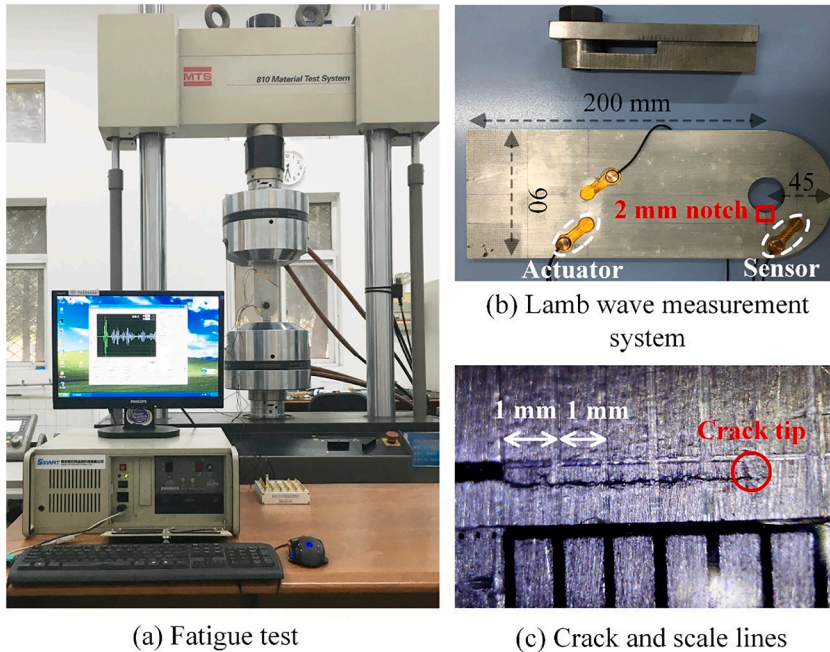 MTS
810 Material Test System
PHILIPS
SMART
200 mm
90
45
2 mm notch
Actuator
Sensor
(b) Lamb wave measurement
system
1 mm
1 mm
Crack tip
(a) Fatigue test
(c) Crack and scale lines